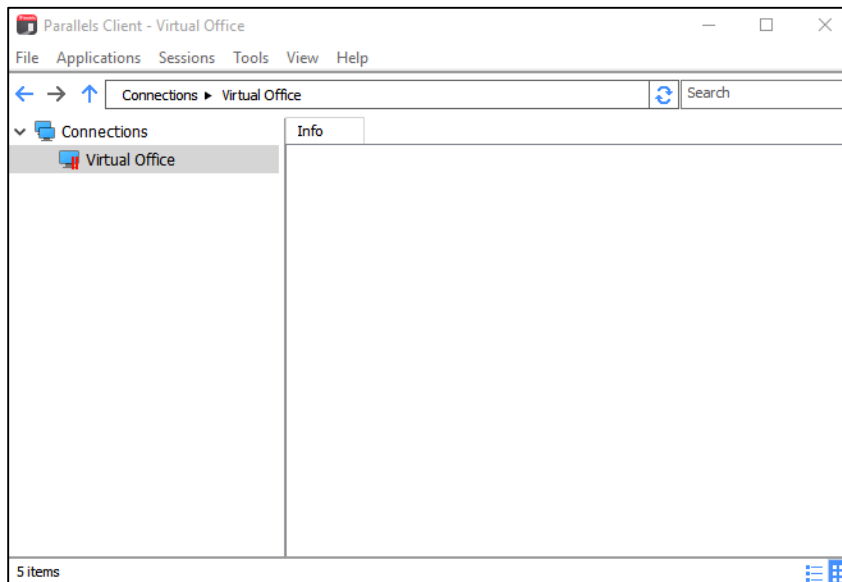 Parallels Client - Virtual Office
File Applications Sessions Tools View Help
Connections ▸ Virtual Office Search
Connections Info
Virtual Office
5 items